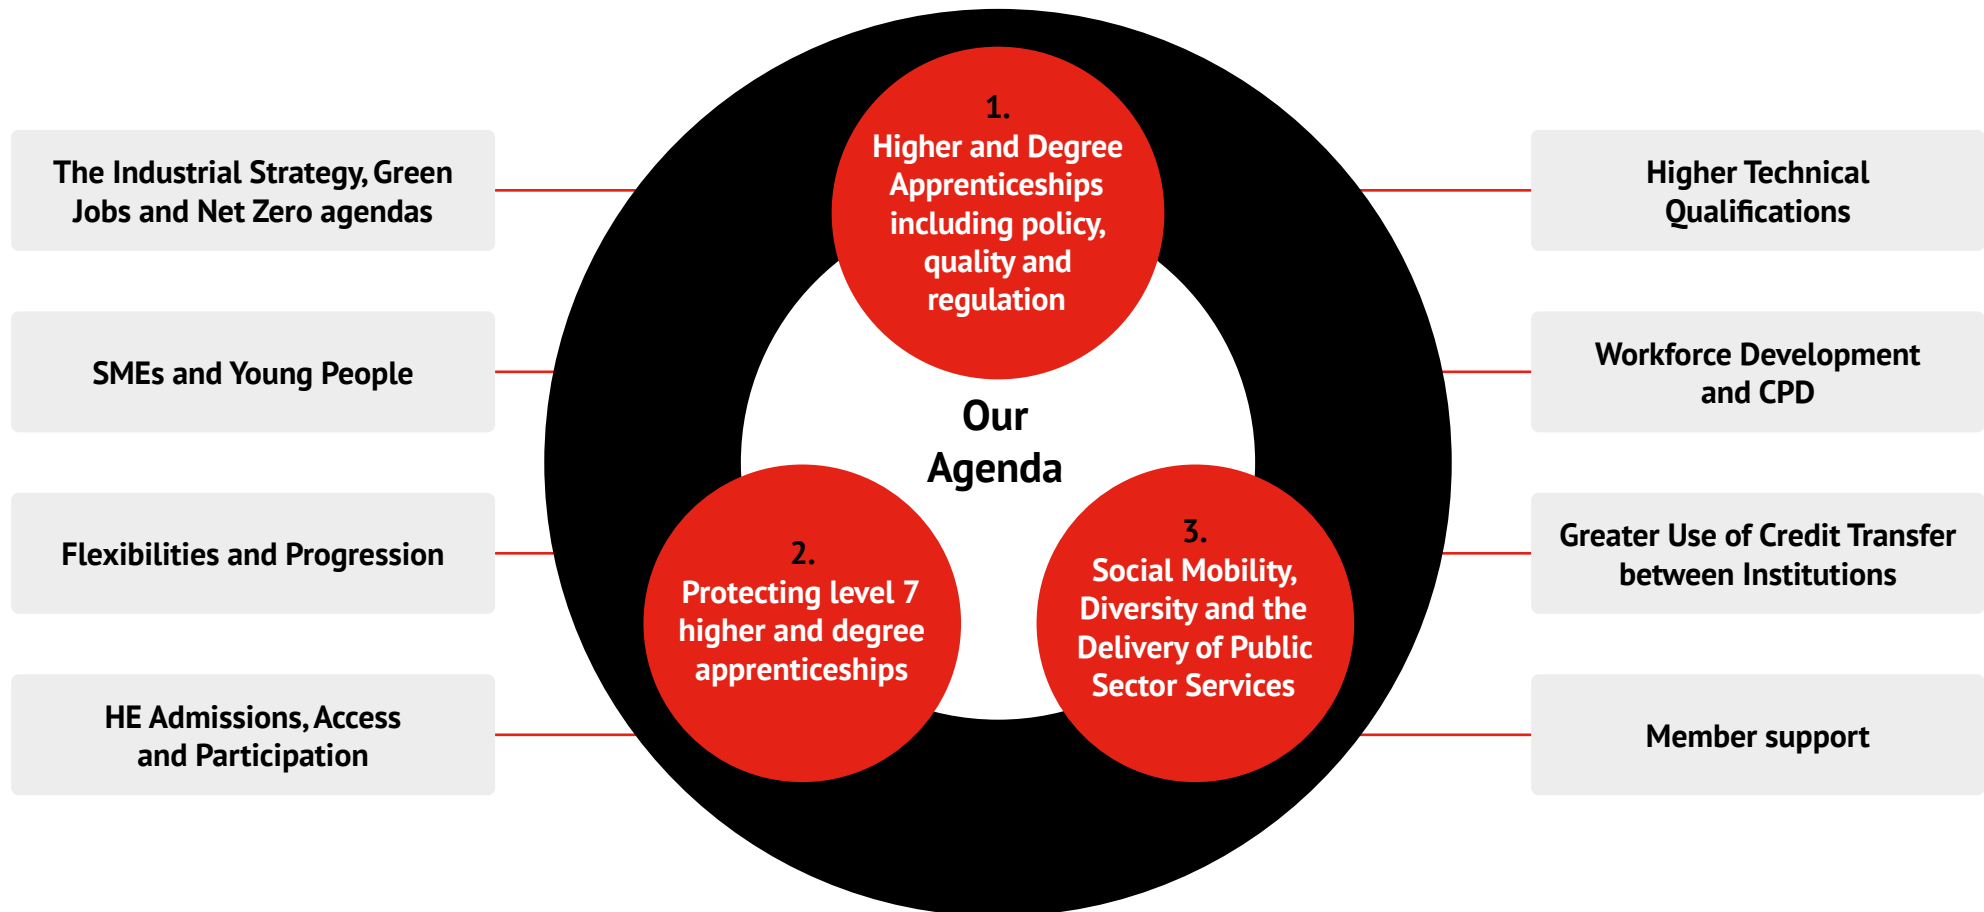 The Industrial Strategy, Green
Jobs and Net Zero agendas
SMEs and Young People
Flexibilities and Progression
HE Admissions, Access
and Participation
1.
Higher and Degree
Apprenticeships
including policy,
quality and
regulation
Our
Agenda
2.
Protecting level 7
higher and degree
apprenticeships
3.
Social Mobility,
Diversity and the
Delivery of Public
Sector Services
Higher Technical
Qualifications
Workforce Development
and CPD
Greater Use of Credit Transfer
between Institutions
Member support